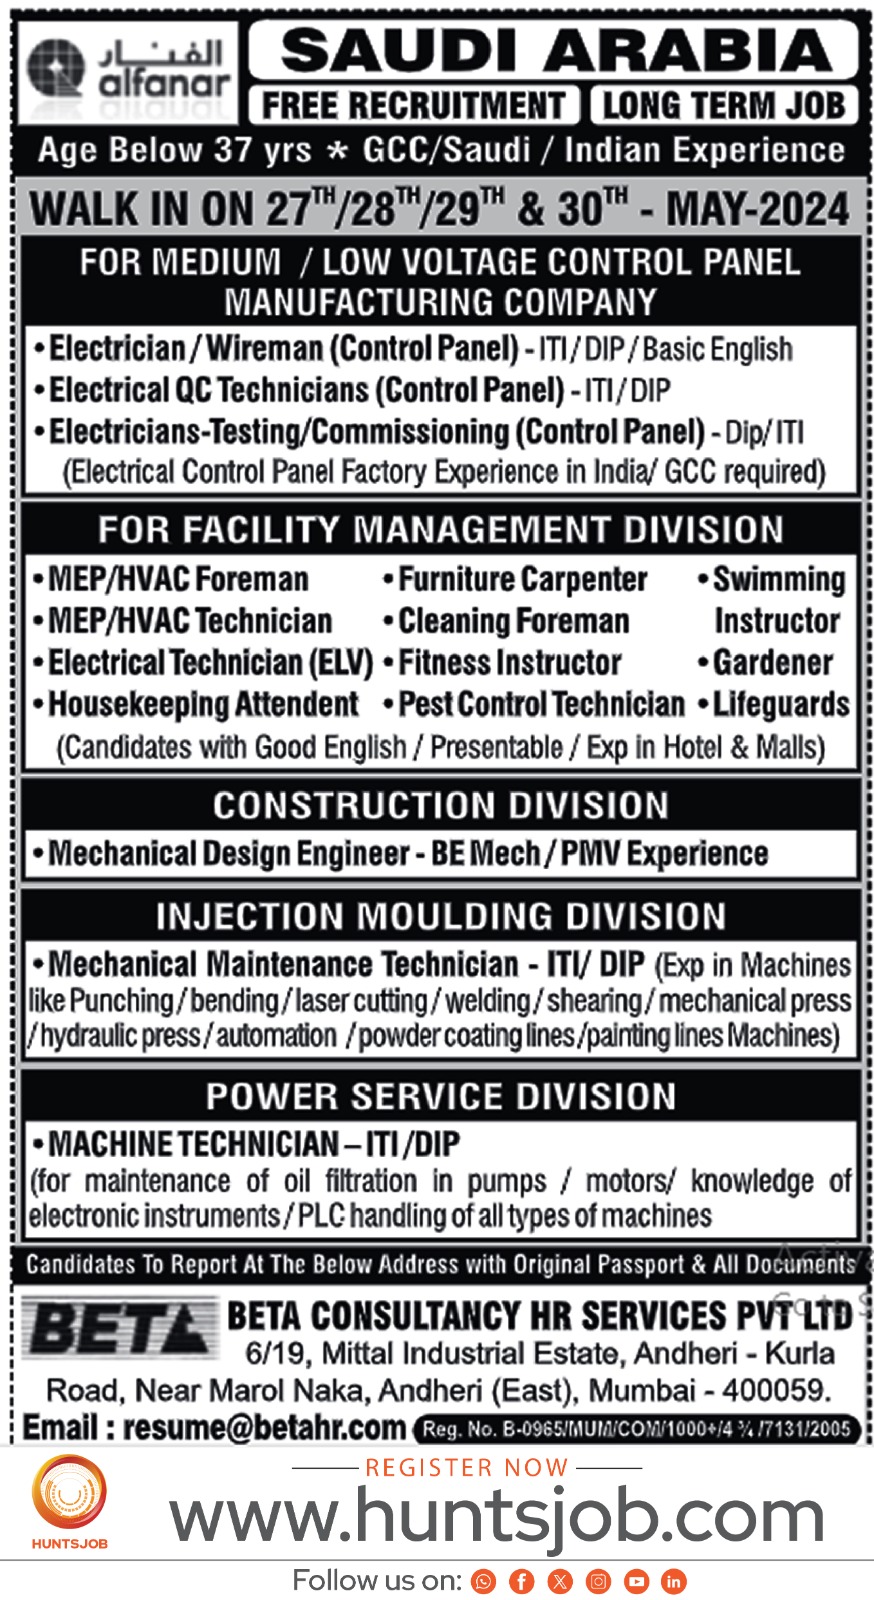 الفنار
alfanar
SAUDI ARABIA
FREE RECRUITMENT LONG TERM JOB
Age Below 37 yrs * GCC/Saudi / Indian Experience
WALK IN ON 27TH/28TH/29TH & 30TH - MAY-2024
FOR MEDIUM / LOW VOLTAGE CONTROL PANEL
MANUFACTURING COMPANY
• Electrician / Wireman (Control Panel) - ITI / DIP / Basic English
• Electrical QC Technicians (Control Panel) - ITI / DIP
• Electricians-Testing/Commissioning (Control Panel) - Dip/ ITI
(Electrical Control Panel Factory Experience in India/ GCC required)
FOR FACILITY MANAGEMENT DIVISION
• MEP/HVAC Foreman • Furniture Carpenter • Swimming
• MEP/HVAC Technician • Cleaning Foreman Instructor
• Electrical Technician (ELV) • Fitness Instructor • Gardener
• Housekeeping Attendent • Pest Control Technician • Lifeguards
(Candidates with Good English / Presentable / Exp in Hotel & Malls)
CONSTRUCTION DIVISION
• Mechanical Design Engineer - BE Mech / PMV Experience
INJECTION MOULDING DIVISION
• Mechanical Maintenance Technician - ITI/ DIP (Exp in Machines
like Punching / bending / laser cutting / welding / shearing / mechanical press
/ hydraulic press / automation / powder coating lines /painting lines Machines)
POWER SERVICE DIVISION
• MACHINE TECHNICIAN – ITI /DIP
(for maintenance of oil filtration in pumps / motors/ knowledge of
electronic instruments / PLC handling of all types of machines
Candidates To Report At The Below Address with Original Passport & All Documents
BETA BETA CONSULTANCY HR SERVICES PVT LTD
6/19, Mittal Industrial Estate, Andheri - Kurla
Road, Near Marol Naka, Andheri (East), Mumbai - 400059.
Email : resume@betahr.com Reg. No. B-0965/MUM/COM/1000+/4 ¾ /7131/2005
REGISTER NOW
www.huntsjob.com
HUNTSJOB
Follow us on: